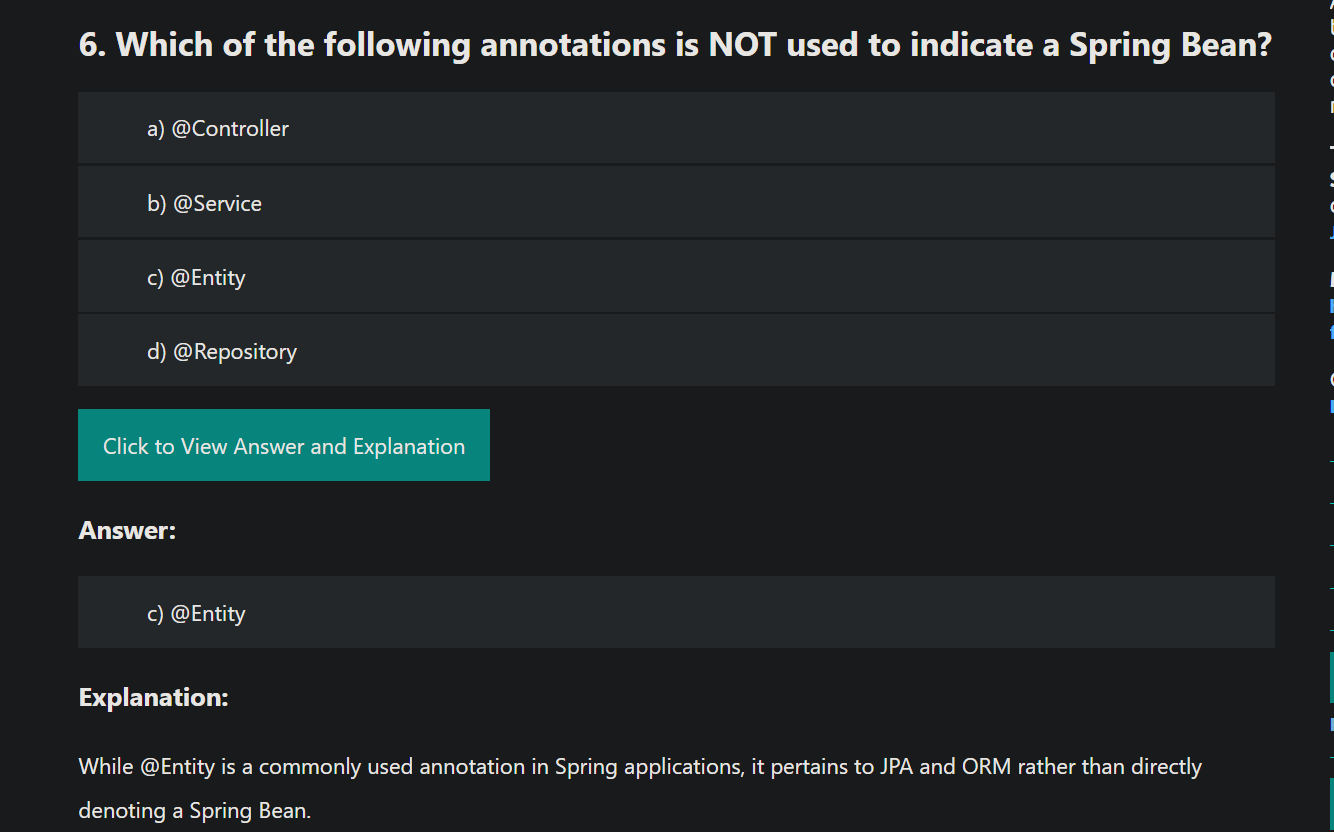 6. Which of the following annotations is NOT used to indicate a Spring Bean?
a) @Controller
b) @Service
c) @Entity
d) @Repository
Click to View Answer and Explanation
Answer:
c) @Entity
Explanation:
While @Entity is a commonly used annotation in Spring applications, it pertains to JPA and ORM rather than directly
denoting a Spring Bean.